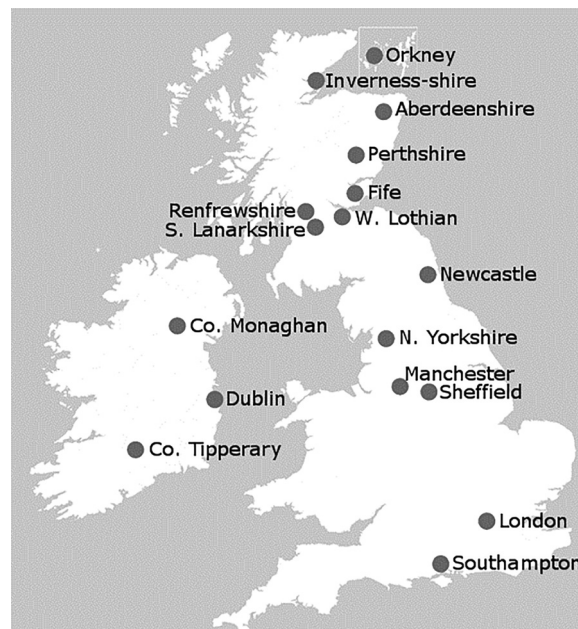 Orkney
Inverness-shire
Aberdeenshire
Perthshire
Fife
Renfrewshire
W. Lothian
S. Lanarkshire
Newcastle
Co. Monaghan
N. Yorkshire
Manchester
Sheffield
Dublin
Co. Tipperary
London
Southampton